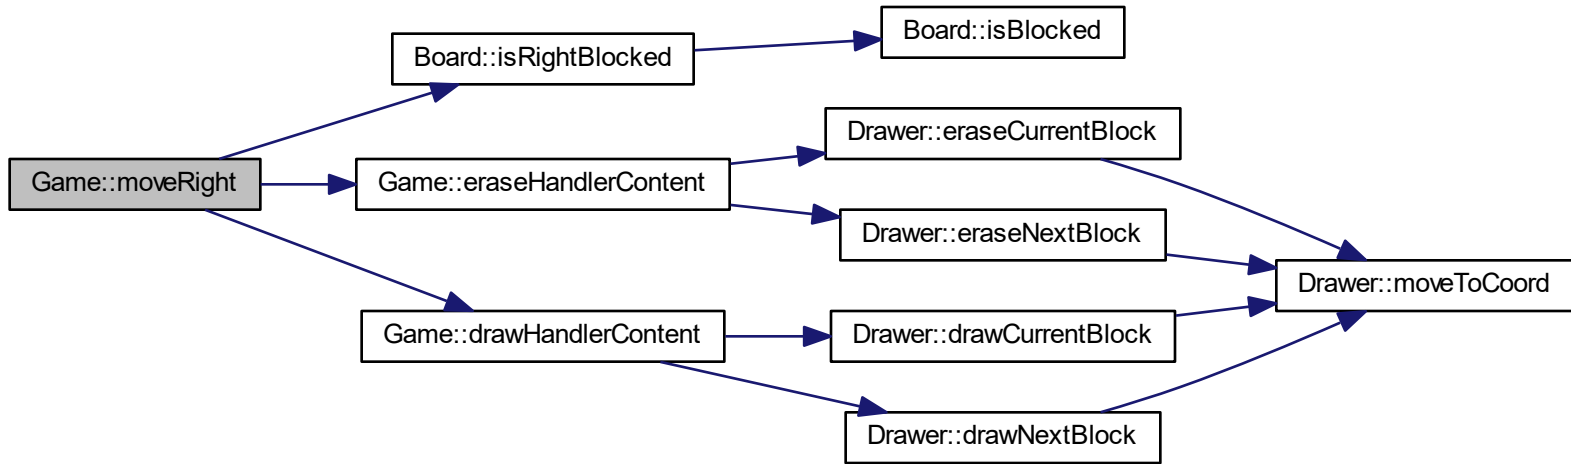 Game::moveRight
Board::isRightBlocked
Board::isBlocked
Game::eraseHandlerContent
Drawer::eraseCurrentBlock
Drawer::eraseNextBlock
Drawer::moveToCoord
Game::drawHandlerContent
Drawer::drawCurrentBlock
Drawer::drawNextBlock